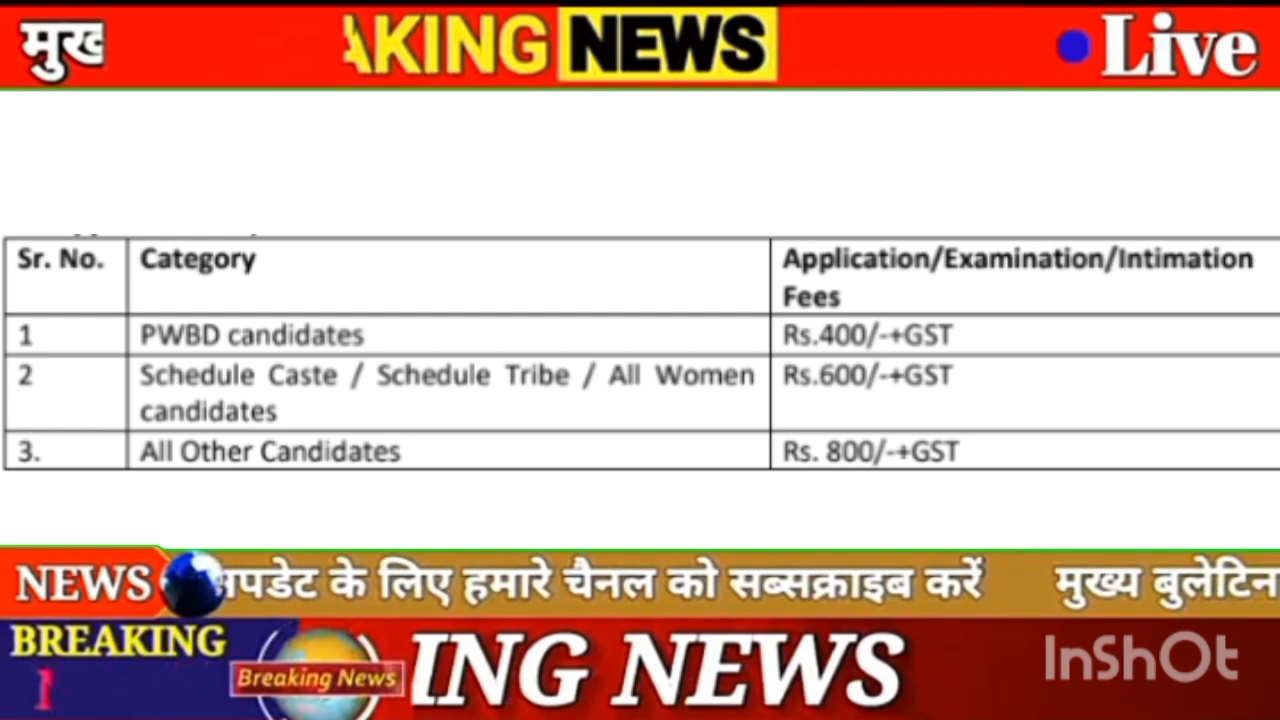 मुख
AKING NEWS
Live
Sr. No. Category Application/Examination/Intimation
Fees
1 PWBD candidates Rs.400/-+GST
2 Schedule Caste / Schedule Tribe / All Women Rs.600/-+GST
candidates
3. All Other Candidates Rs. 800/-+GST
NEWS अपडेट के लिए हमारे चैनल को सब्सक्राइब करें मुख्य बुलेटिन
BREAKING
1
Breaking News
ING NEWS
InShOt